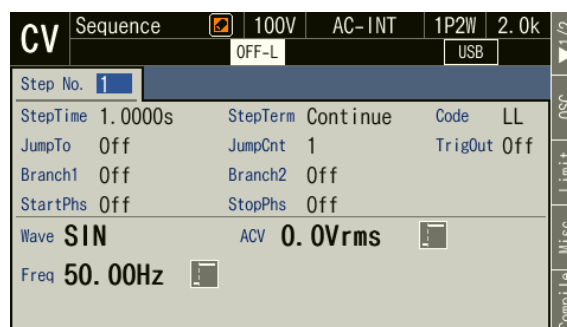 CV Sequence 100V AC-INT 1P2W 2.0k
OFF-L USB
▼1/2
Step No. 1
StepTime 1.0000s StepTerm Continue Code LL
OSC
JumpTo Off JumpCnt 1 TrigOut Off
Branch1 Off Branch2 Off
Limit
StartPhs Off StopPhs Off
Wave SIN ACV 0.0Vrms
Misc
Freq 50.00Hz
Compile